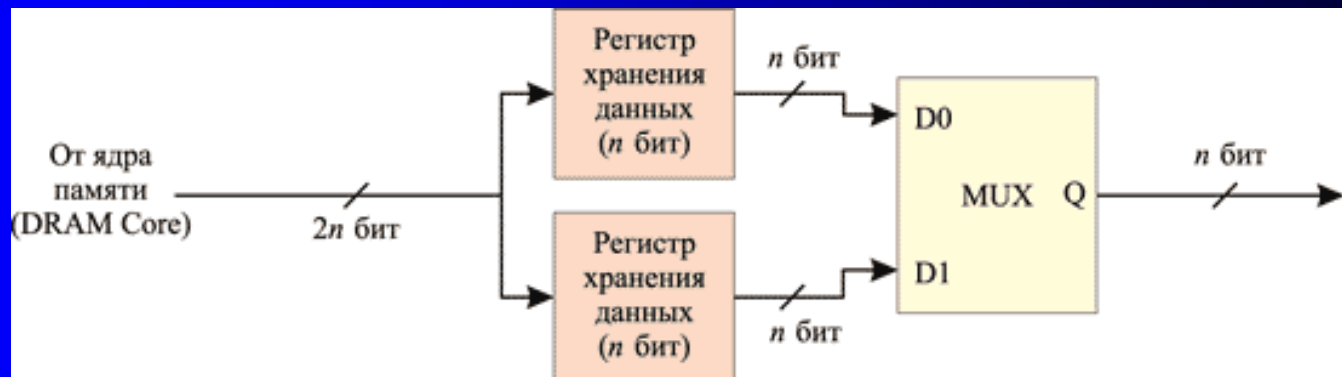 От ядра
памяти
(DRAM Core)
2n бит
Регистр
хранения
данных
(n бит)
Регистр
хранения
данных
(n бит)
n бит
n бит
D0
MUX Q
D1
n бит